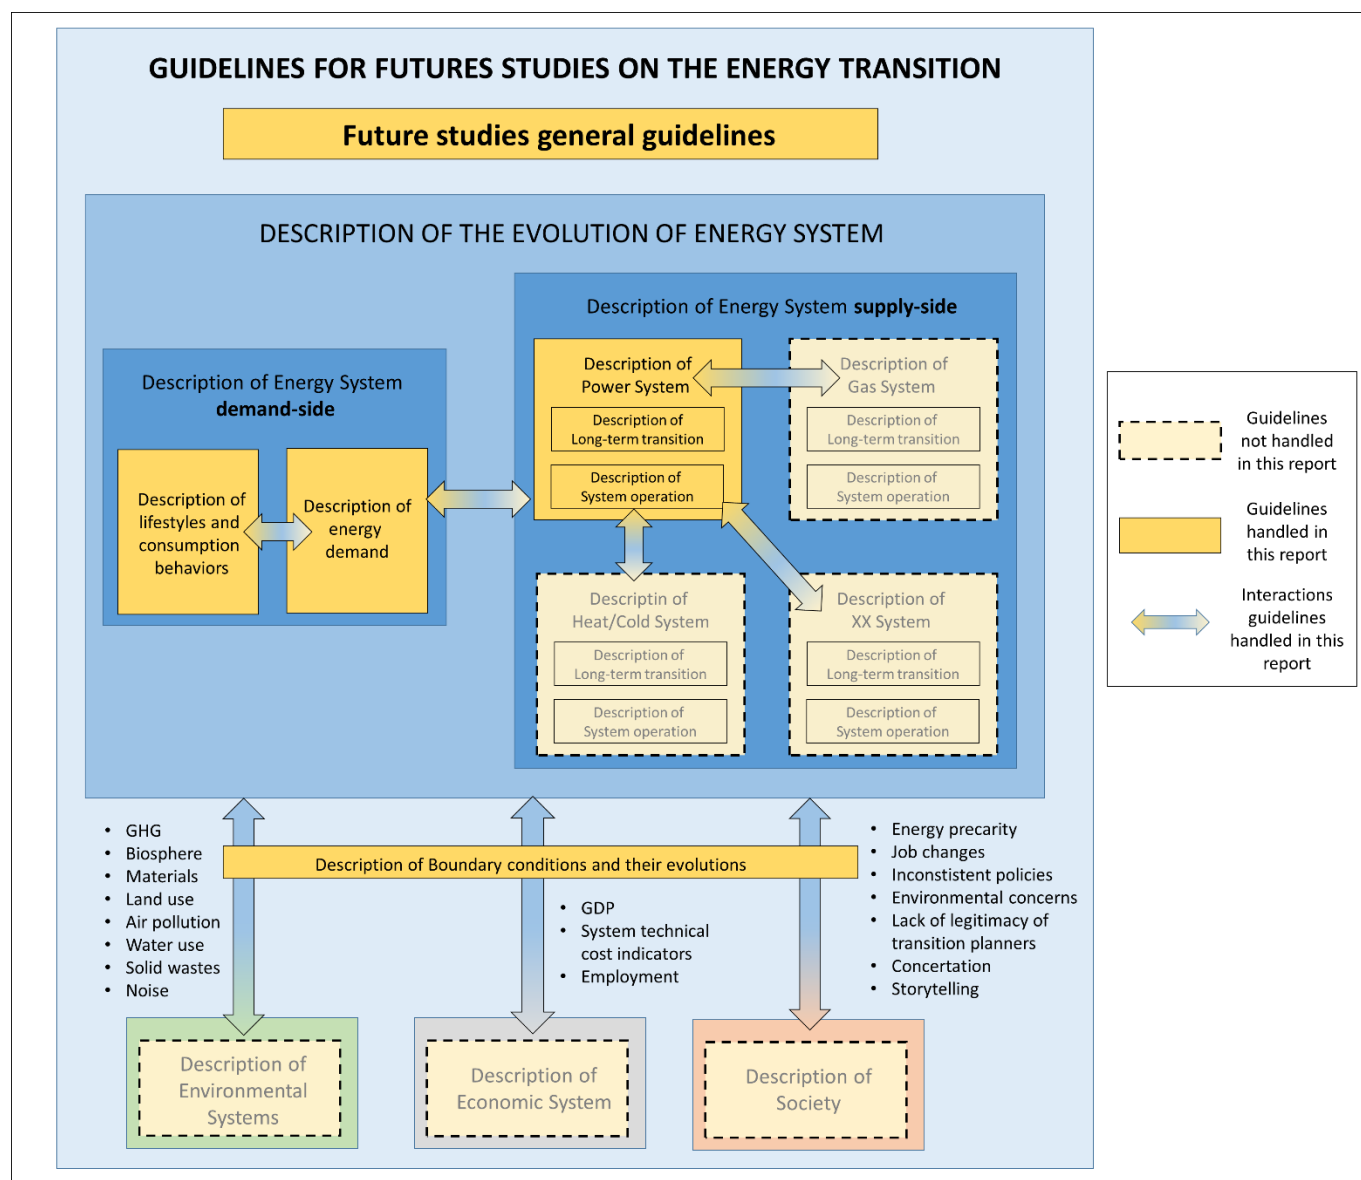 GUIDELINES FOR FUTURES STUDIES ON THE ENERGY TRANSITION
Future studies general guidelines
DESCRIPTION OF THE EVOLUTION OF ENERGY SYSTEM
Description of Energy System
demand-side
Description of
lifestyles and
consumption
behaviors
Description of
energy
demand
Description of Energy System supply-side
Description of
Power System
Description of
Long-term transition
Description of
System operation
Description of
Gas System
Description of
Long-term transition
Description of
System operation
Descriptin of
Heat/Cold System
Description of
Long-term transition
Description of
System operation
Description of
XX System
Description of
Long-term transition
Description of
System operation
• GHG
• Biosphere
• Materials
• Land use
• Air pollution
• Water use
• Solid wastes
• Noise
Description of Boundary conditions and their evolutions
• GDP
• System technical
cost indicators
• Employment
• Energy precarity
• Job changes
• Inconstistent policies
• Environmental concerns
• Lack of legitimacy of
transition planners
• Concertation
• Storytelling
Description of
Environmental
Systems
Description of
Economic System
Description of
Society
Guidelines
not handled
in this report
Guidelines
handled in
this report
Interactions
guidelines
handled in this
report